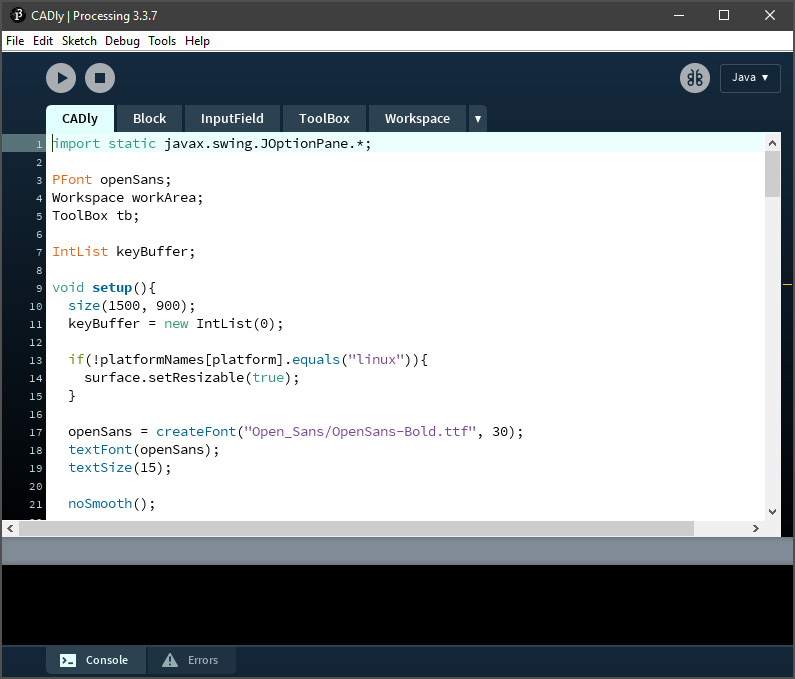 CADly | Processing 3.3.7
File Edit Sketch Debug Tools Help
Java ▼
CADly Block InputField ToolBox Workspace ▼
1 import static javax.swing.JOptionPane.*;
2
3 PFont openSans;
4 Workspace workArea;
5 ToolBox tb;
6
7 IntList keyBuffer;
8
9 void setup(){
10 size(1500, 900);
11 keyBuffer = new IntList(0);
12
13 if(!platformNames[platform].equals("linux")){
14 surface.setResizable(true);
15 }
16
17 openSans = createFont("Open_Sans/OpenSans-Bold.ttf", 30);
18 textFont(openSans);
19 textSize(15);
20
21 noSmooth();
Console Errors